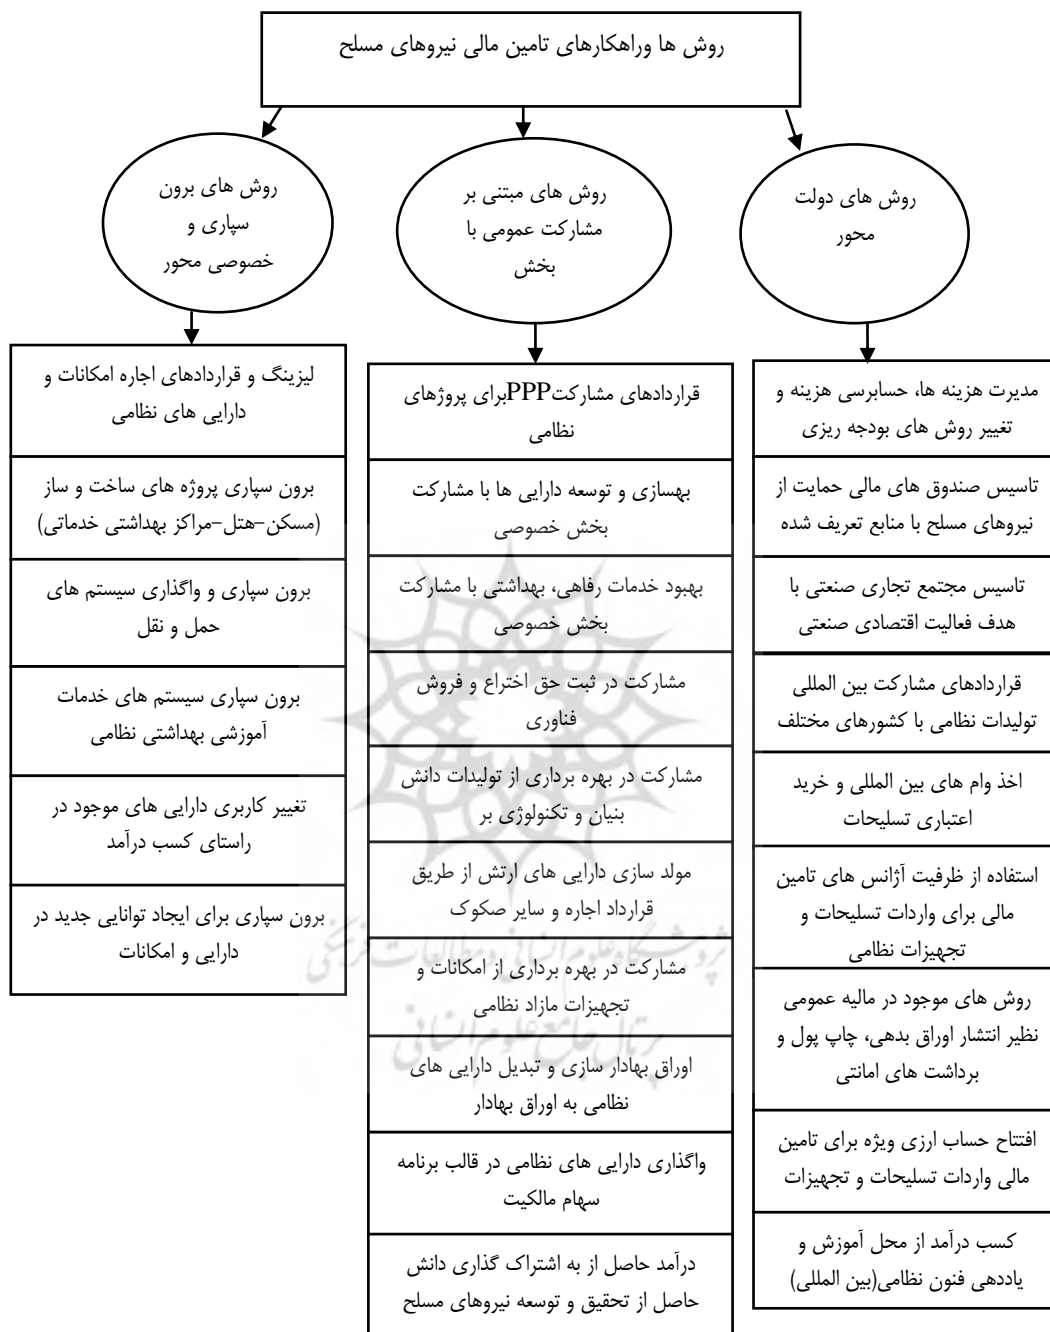 روش ها وراهکارهای تامین مالی نیروهای مسلح
روش های دولت
محور
روش های مبتنی بر
مشارکت عمومی با
بخش
روش های برون
سپاری و
خصوصی محور
مدیرت هزینه ها، حسابرسی هزینه و
تغییر روش های بودجه ریزی
تاسیس صندوق های مالی حمایت از
نیروهای مسلح با منابع تعریف شده
تاسیس مجتمع تجاری صنعتی با
هدف فعالیت اقتصادی صنعتی
قراردادهای مشارکت بین المللی
تولیدات نظامی با کشورهای مختلف
اخذ وام های بین المللی و خرید
اعتباری تسلیحات
استفاده از ظرفیت آژانس های تامین
مالی برای واردات تسلیحات و
تجهیزات نظامی
روش های موجود در مالیه عمومی
نظیر انتشار اوراق بدهی، چاپ پول و
برداشت های امانتی
افتتاح حساب ارزی ویژه برای تامین
مالی واردات تسلیحات و تجهیزات
کسب درآمد از محل آموزش و
یاددهی فنون نظامی(بین المللی)
قراردادهای مشارکتPPPبرای پروژهای
نظامی
بهسازی و توسعه دارایی ها با مشارکت
بخش خصوصی
بهبود خدمات رفاهی، بهداشتی با مشارکت
بخش خصوصی
مشارکت در ثبت حق اختراع و فروش
فناوری
مشارکت در بهره برداری از تولیدات دانش
بنیان و تکنولوژی بر
مولد سازی دارایی های ارتش از طریق
قرارداد اجاره و سایر صکوک
مشارکت در بهره برداری از امکانات و
تجهیزات مازاد نظامی
اوراق بهادار سازی و تبدیل دارایی های
نظامی به اوراق بهادار
واگذاری دارایی های نظامی در قالب برنامه
سهام مالکیت
درآمد حاصل از به اشتراک گذاری دانش
حاصل از تحقیق و توسعه نیروهای مسلح
لیزینگ و قراردادهای اجاره امکانات و
دارایی های نظامی
برون سپاری پروژه های ساخت و ساز
(مسکن-هتل-مراکز بهداشتی خدماتی)
برون سپاری و واگذاری سیستم های
حمل و نقل
برون سپاری سیستم های خدمات
آموزشی بهداشتی نظامی
تغییر کاربری دارایی های موجود در
راستای کسب درآمد
برون سپاری برای ایجاد توانایی جدید در
دارایی و امکانات
پژوهشگاه علوم انسانی و مطالعات فرهنگی
پرتال جامع علوم انسانی